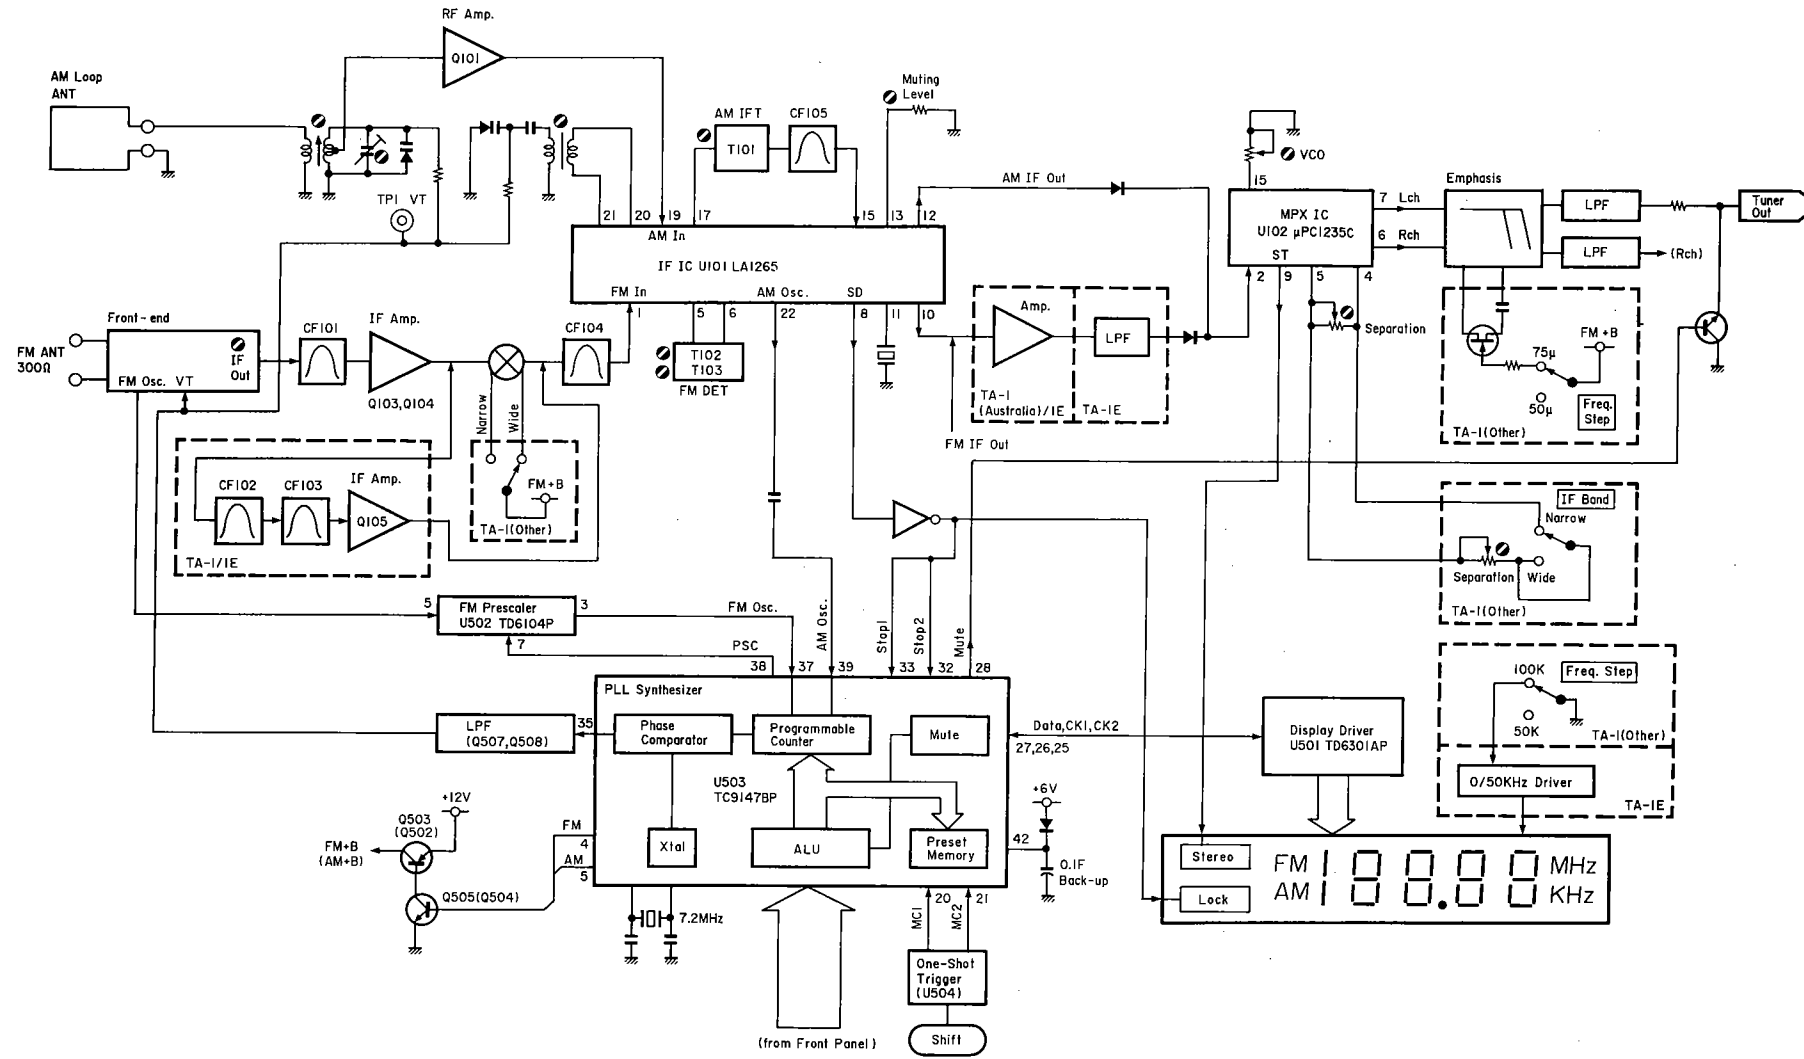 RF Amp.
Q101
AM Loop
ANT
TP1 VT
AM IFT
T101
CF105
Muting
Level
21
20
19
17
15
13
12
AM In
IF IC U101 LA1265
FM In
AM Osc.
SD
1
5
6
22
8
11
10
AM IF Out
VCO
15
MPX IC
U102 μPC1235C
ST
7
Lch
6
Rch
2
9
5
4
Emphasis
LPF
LPF
Tuner
Out
(Rch)
Separation
FM+B
75μ
50μ
Freq.
Step
TA-1(Other)
Front-end
FM ANT
300Ω
IF
Out
FM Osc. VT
CF101
IF Amp.
Q103,Q104
CF104
Narrow
Wide
FM+B
TA-1(Other)
T102
T103
FM DET
Amp.
LPF
TA-1
(Australia)/1E
TA-1E
FM IF Out
CF102
CF103
IF Amp.
Q105
TA-1/1E
IF Band
Narrow
Separation
Wide
TA-1(Other)
5
FM Prescaler
U502 TD6104P
3
7
FM Osc.
PSC
AM Osc.
Stop1
Stop2
Mute
38
37
39
33
32
28
PLL Synthesizer
LPF
(Q507,Q508)
35
Phase
Comparator
Programmable
Counter
Mute
U503
TC9147BP
Xtal
ALU
Preset
Memory
Data,CK1,CK2
27,26,25
Display Driver
U501 TD6301AP
100K
Freq. Step
50K
TA-1(Other)
0/50KHz Driver
TA-1E
+12V
Q503
(Q502)
FM+B
(AM+B)
Q505(Q504)
FM
4
AM
5
7.2MHz
+6V
42
0.1F
Back-up
20
21
MC1
MC2
One-Shot
Trigger
(U504)
Shift
(from Front Panel)
Stereo
Lock
FM
AM
188.88
MHz
KHz